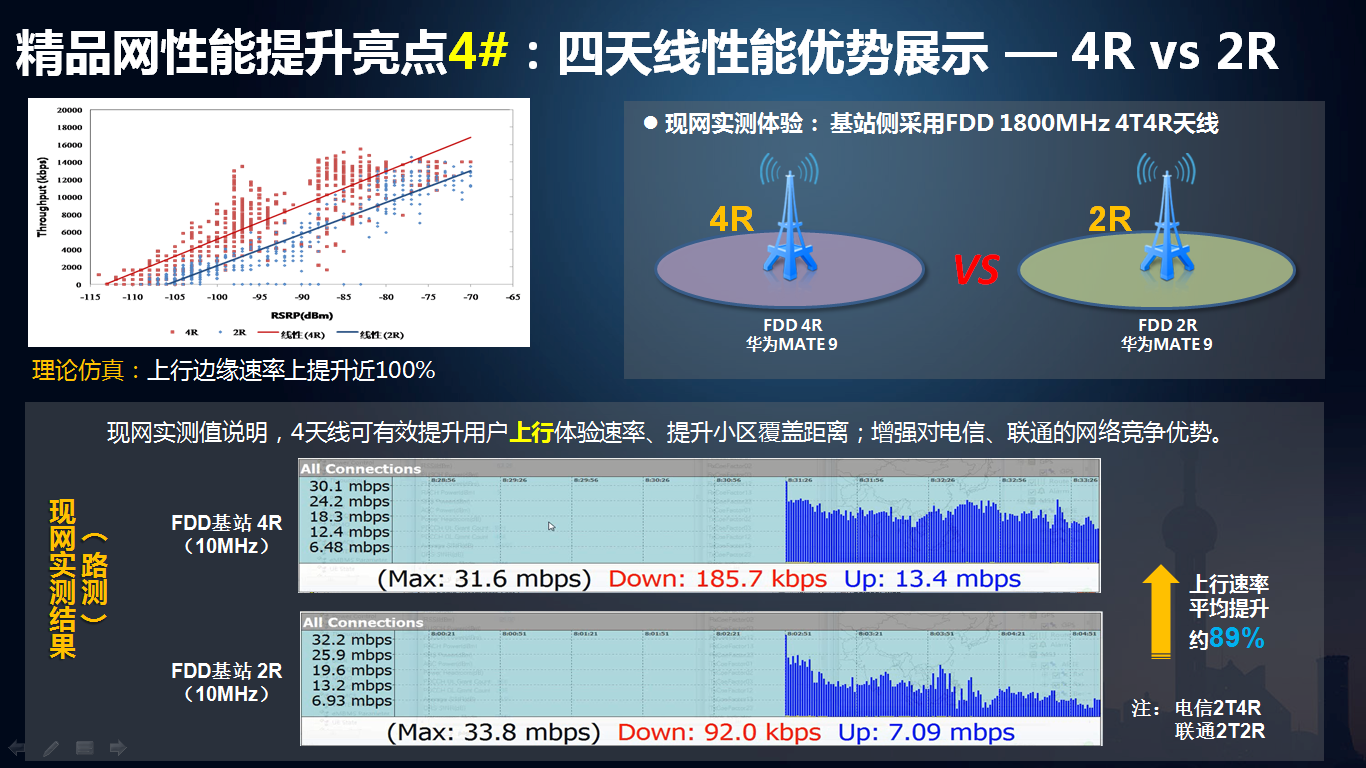 精品网性能提升亮点4#：四天线性能优势展示 — 4R vs 2R
20000
18000
16000
14000
12000
10000
8000
6000
4000
2000
0
Throughput (Kbps)
-115 -110 -105 -100 -95 -90 -85 -80 -75 -70 -65
RSRP(dBm)
4R 2R 线性 (4R) 线性 (2R)
理论仿真：上行边缘速率上提升近100%
● 现网实测体验： 基站侧采用FDD 1800MHz 4T4R天线
4R
VS
2R
FDD 4R
华为MATE 9
FDD 2R
华为MATE 9
现网实测值说明，4天线可有效提升用户上行体验速率、提升小区覆盖距离；增强对电信、联通的网络竞争优势。
现网实测结果
（路测）
FDD基站 4R
（10MHz）
All Connections
8:28:56 8:29:26 8:29:56 8:30:26 8:30:56 8:31:26 8:31:56 8:32:26 8:32:56 8:33:26
30.1 mbps
24.2 mbps
18.3 mbps
12.4 mbps
6.48 mbps
(Max: 31.6 mbps) Down: 185.7 kbps Up: 13.4 mbps
FDD基站 2R
（10MHz）
All Connections
8:00:21 8:00:51 8:01:21 8:01:51 8:02:21 8:02:51 8:03:21 8:03:51 8:04:21 8:04:51
32.2 mbps
25.9 mbps
19.6 mbps
13.2 mbps
6.93 mbps
(Max: 33.8 mbps) Down: 92.0 kbps Up: 7.09 mbps
上行速率
平均提升
约89%
注： 电信2T4R
联通2T2R